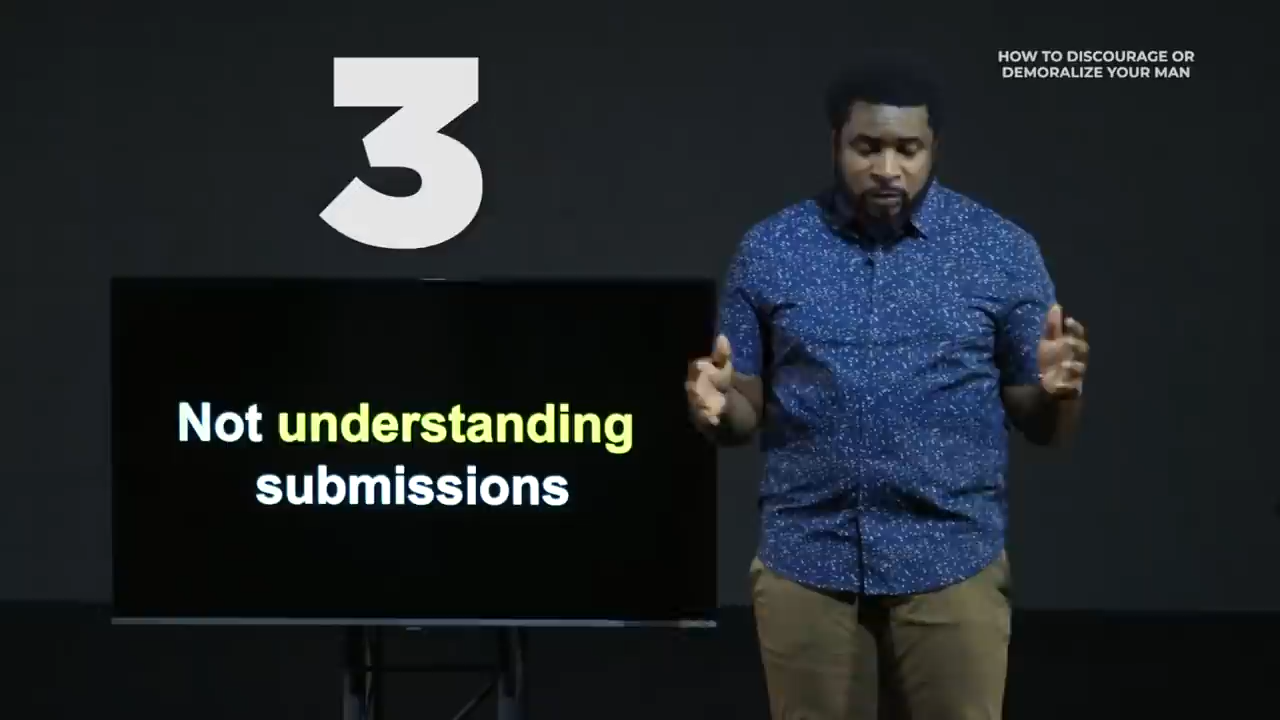 3
HOW TO DISCOURAGE OR
DEMORALIZE YOUR MAN
Not understanding
submissions